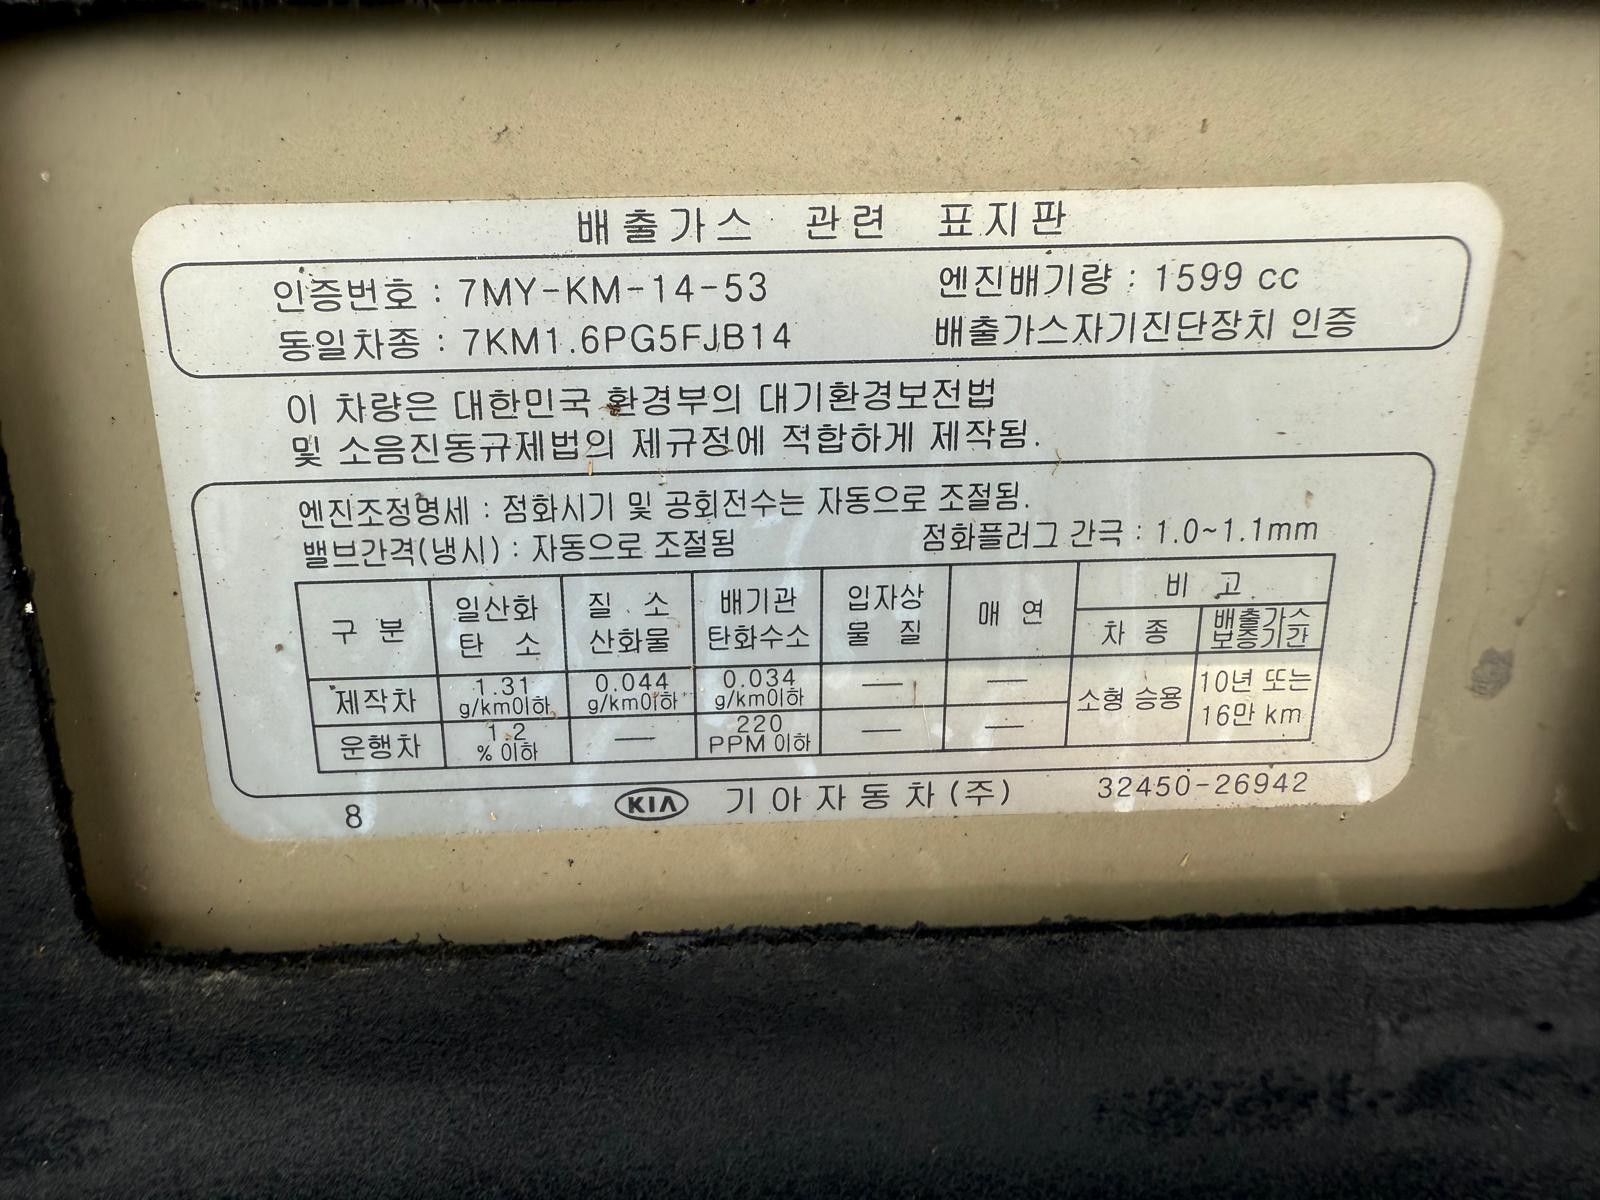 배출가스 관련 표지판
인증번호 : 7MY-KM-14-53 엔진배기량 : 1599 cc
동일차종 : 7KM1.6PG5FJB14 배출가스자기진단장치 인증
이 차량은 대한민국 환경부의 대기환경보전법
및 소음진동규제법의 제규정에 적합하게 제작됨.
엔진조정명세 : 점화시기 및 공회전수는 자동으로 조절됨.
밸브간격(냉시) : 자동으로 조절됨 점화플러그 간극 : 1.0~1.1mm
구 분 일산화탄 소 질 소산화물 배기관탄화수소 입자상물 질 매 연 비 고
차 종 배출가스보증기간
제작차 1.31 g/km이하 0.044 g/km이하 0.034 g/km이하 — — 소형 승용 10년 또는 16만 km
운행차 1.2 % 이하 — 220 PPM 이하 — —
8 KIA 기아자동차(주) 32450-26942